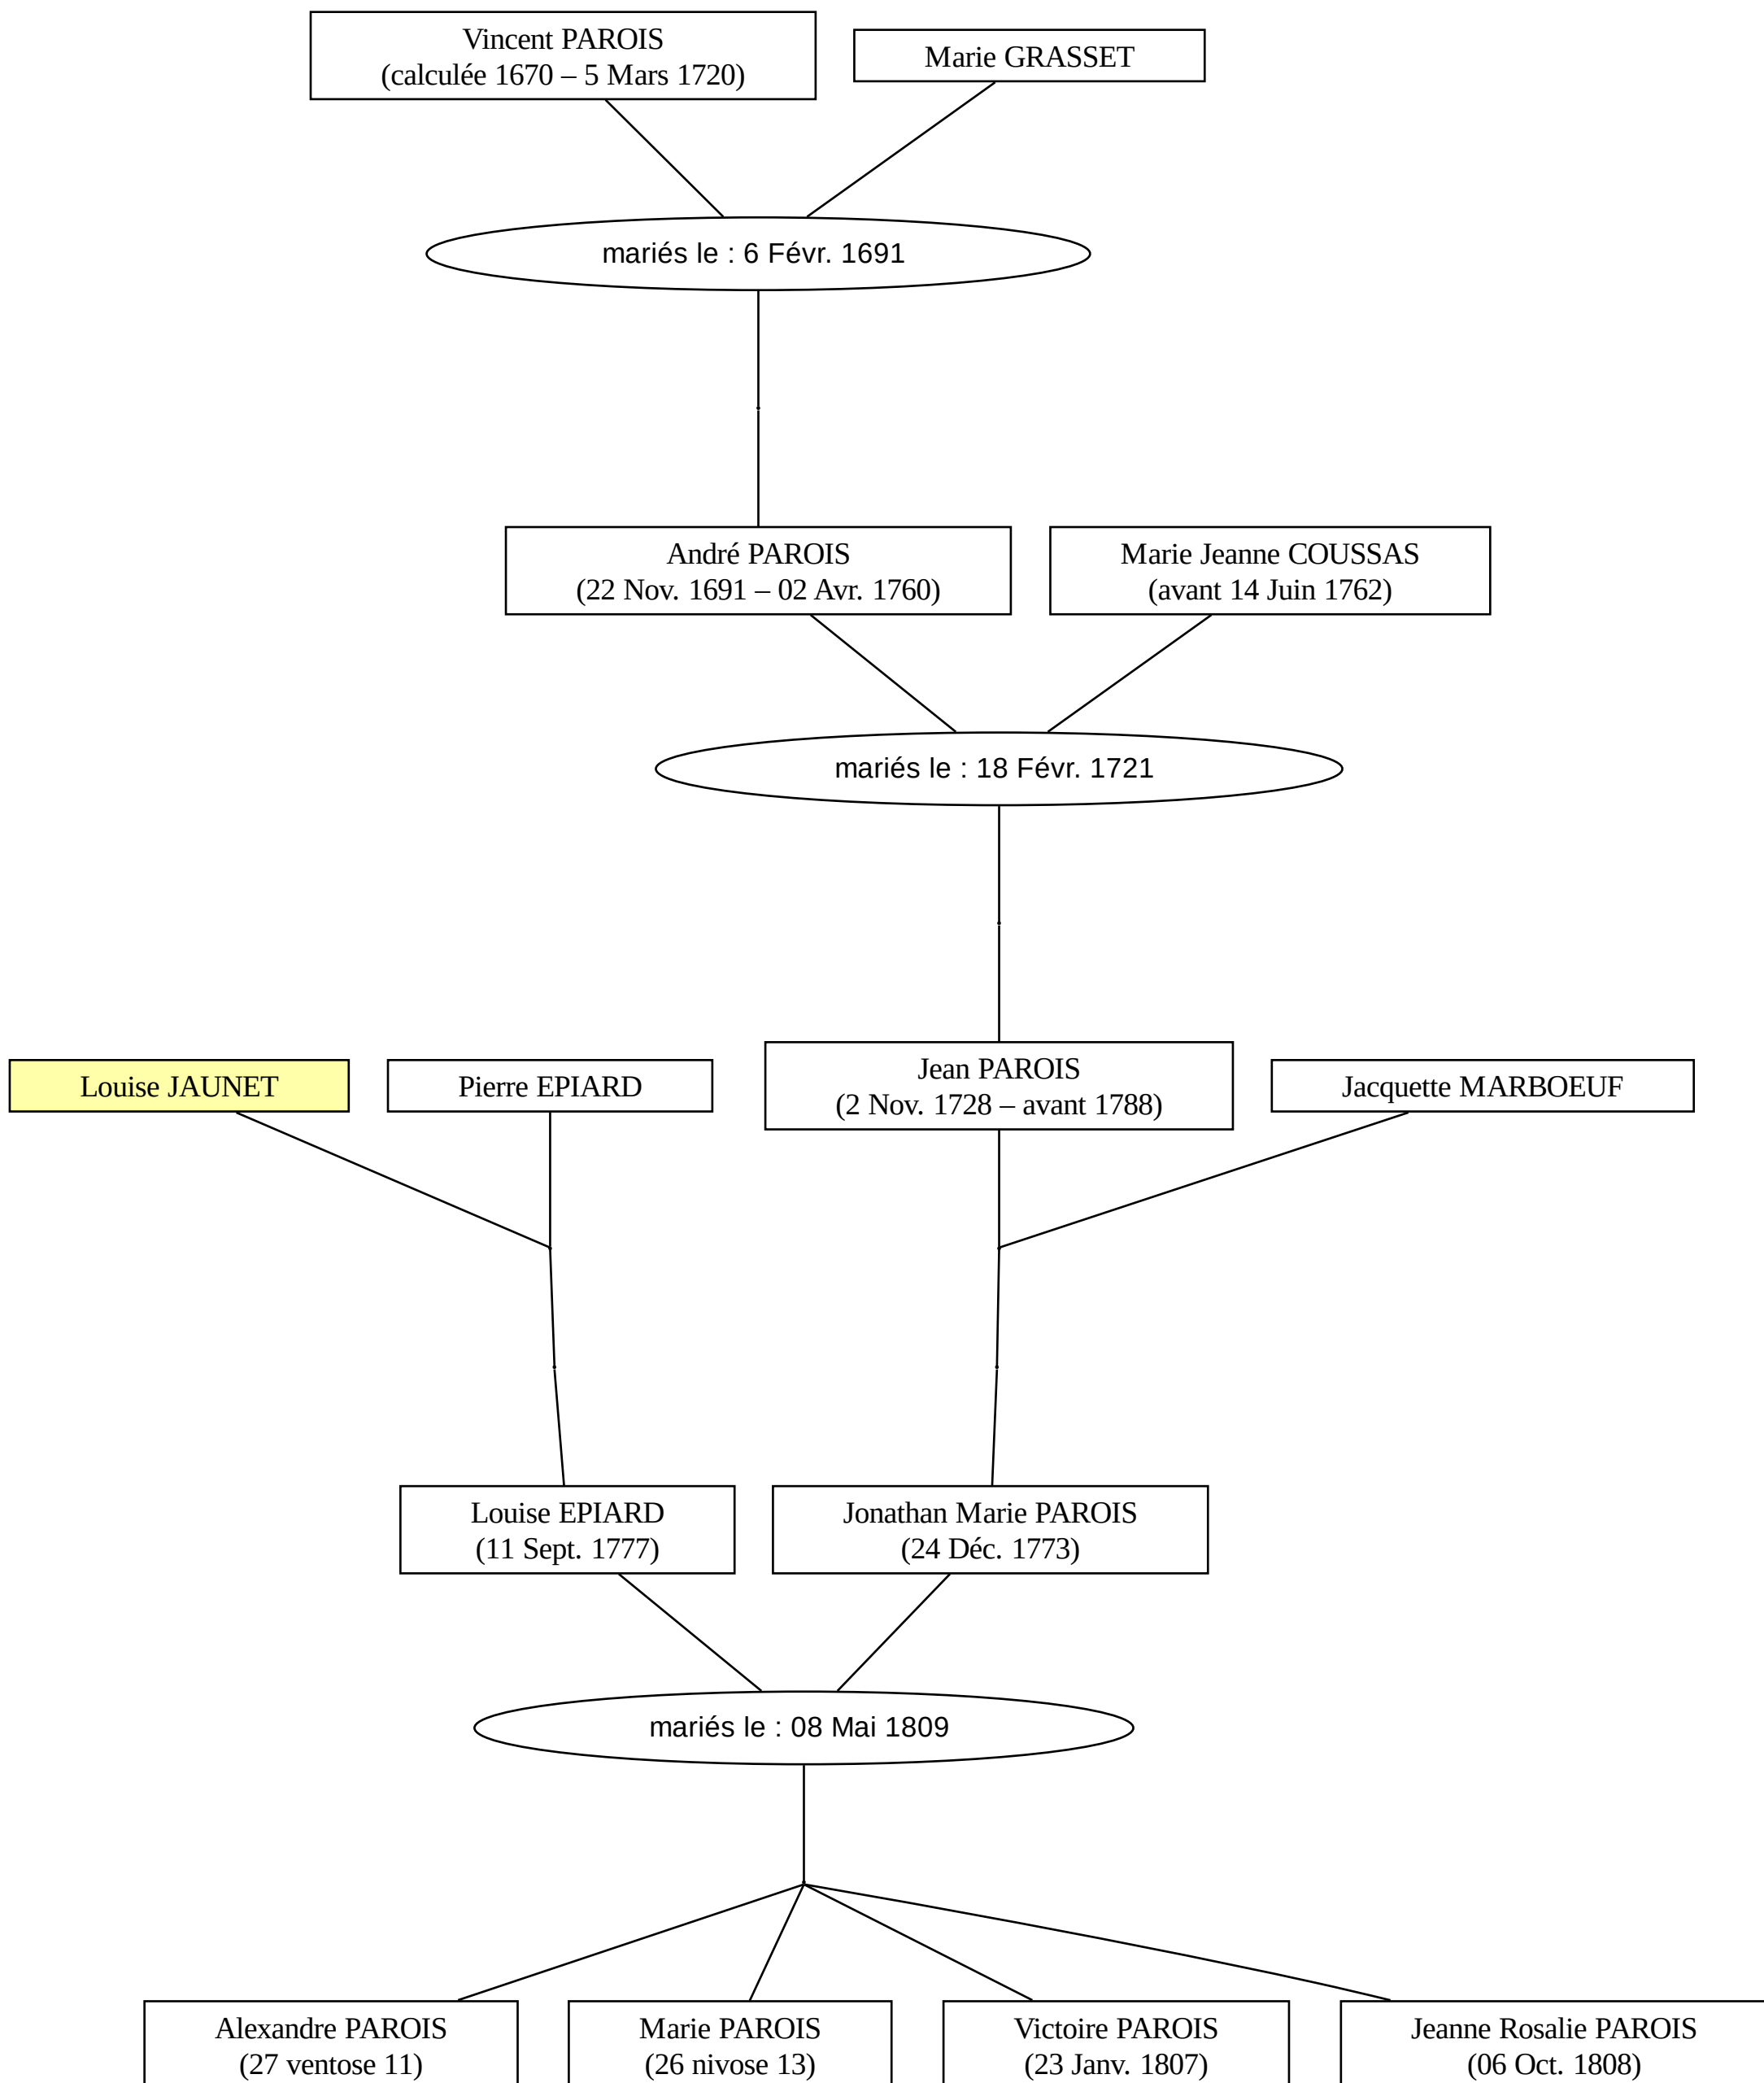 Vincent PAROIS
(calculée 1670 – 5 Mars 1720)
Marie GRASSET
mariés le : 6 Févr. 1691
André PAROIS
(22 Nov. 1691 – 02 Avr. 1760)
Marie Jeanne COUSSAS
(avant 14 Juin 1762)
mariés le : 18 Févr. 1721
Louise JAUNET
Pierre EPIARD
Jean PAROIS
(2 Nov. 1728 – avant 1788)
Jacquette MARBOEUF
Louise EPIARD
(11 Sept. 1777)
Jonathan Marie PAROIS
(24 Déc. 1773)
mariés le : 08 Mai 1809
Alexandre PAROIS
(27 ventose 11)
Marie PAROIS
(26 nivose 13)
Victoire PAROIS
(23 Janv. 1807)
Jeanne Rosalie PAROIS
(06 Oct. 1808)